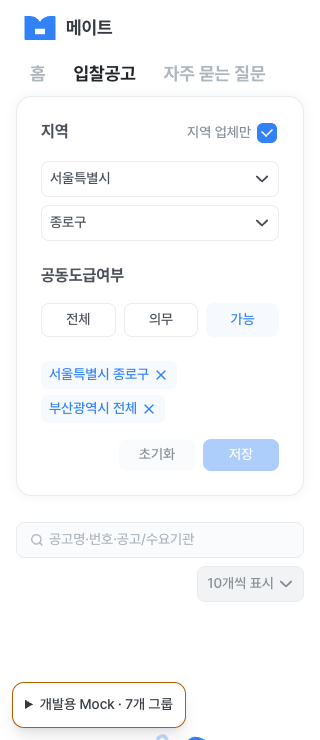 메이트
홈 입찰공고 자주 묻는 질문
지역 지역 업체만
서울특별시
종로구
공동도급여부
전체 의무 가능
서울특별시 종로구
부산광역시 전체
초기화 저장
공고명·번호·공고/수요기관
10개씩 표시
개발용 Mock · 7개 그룹